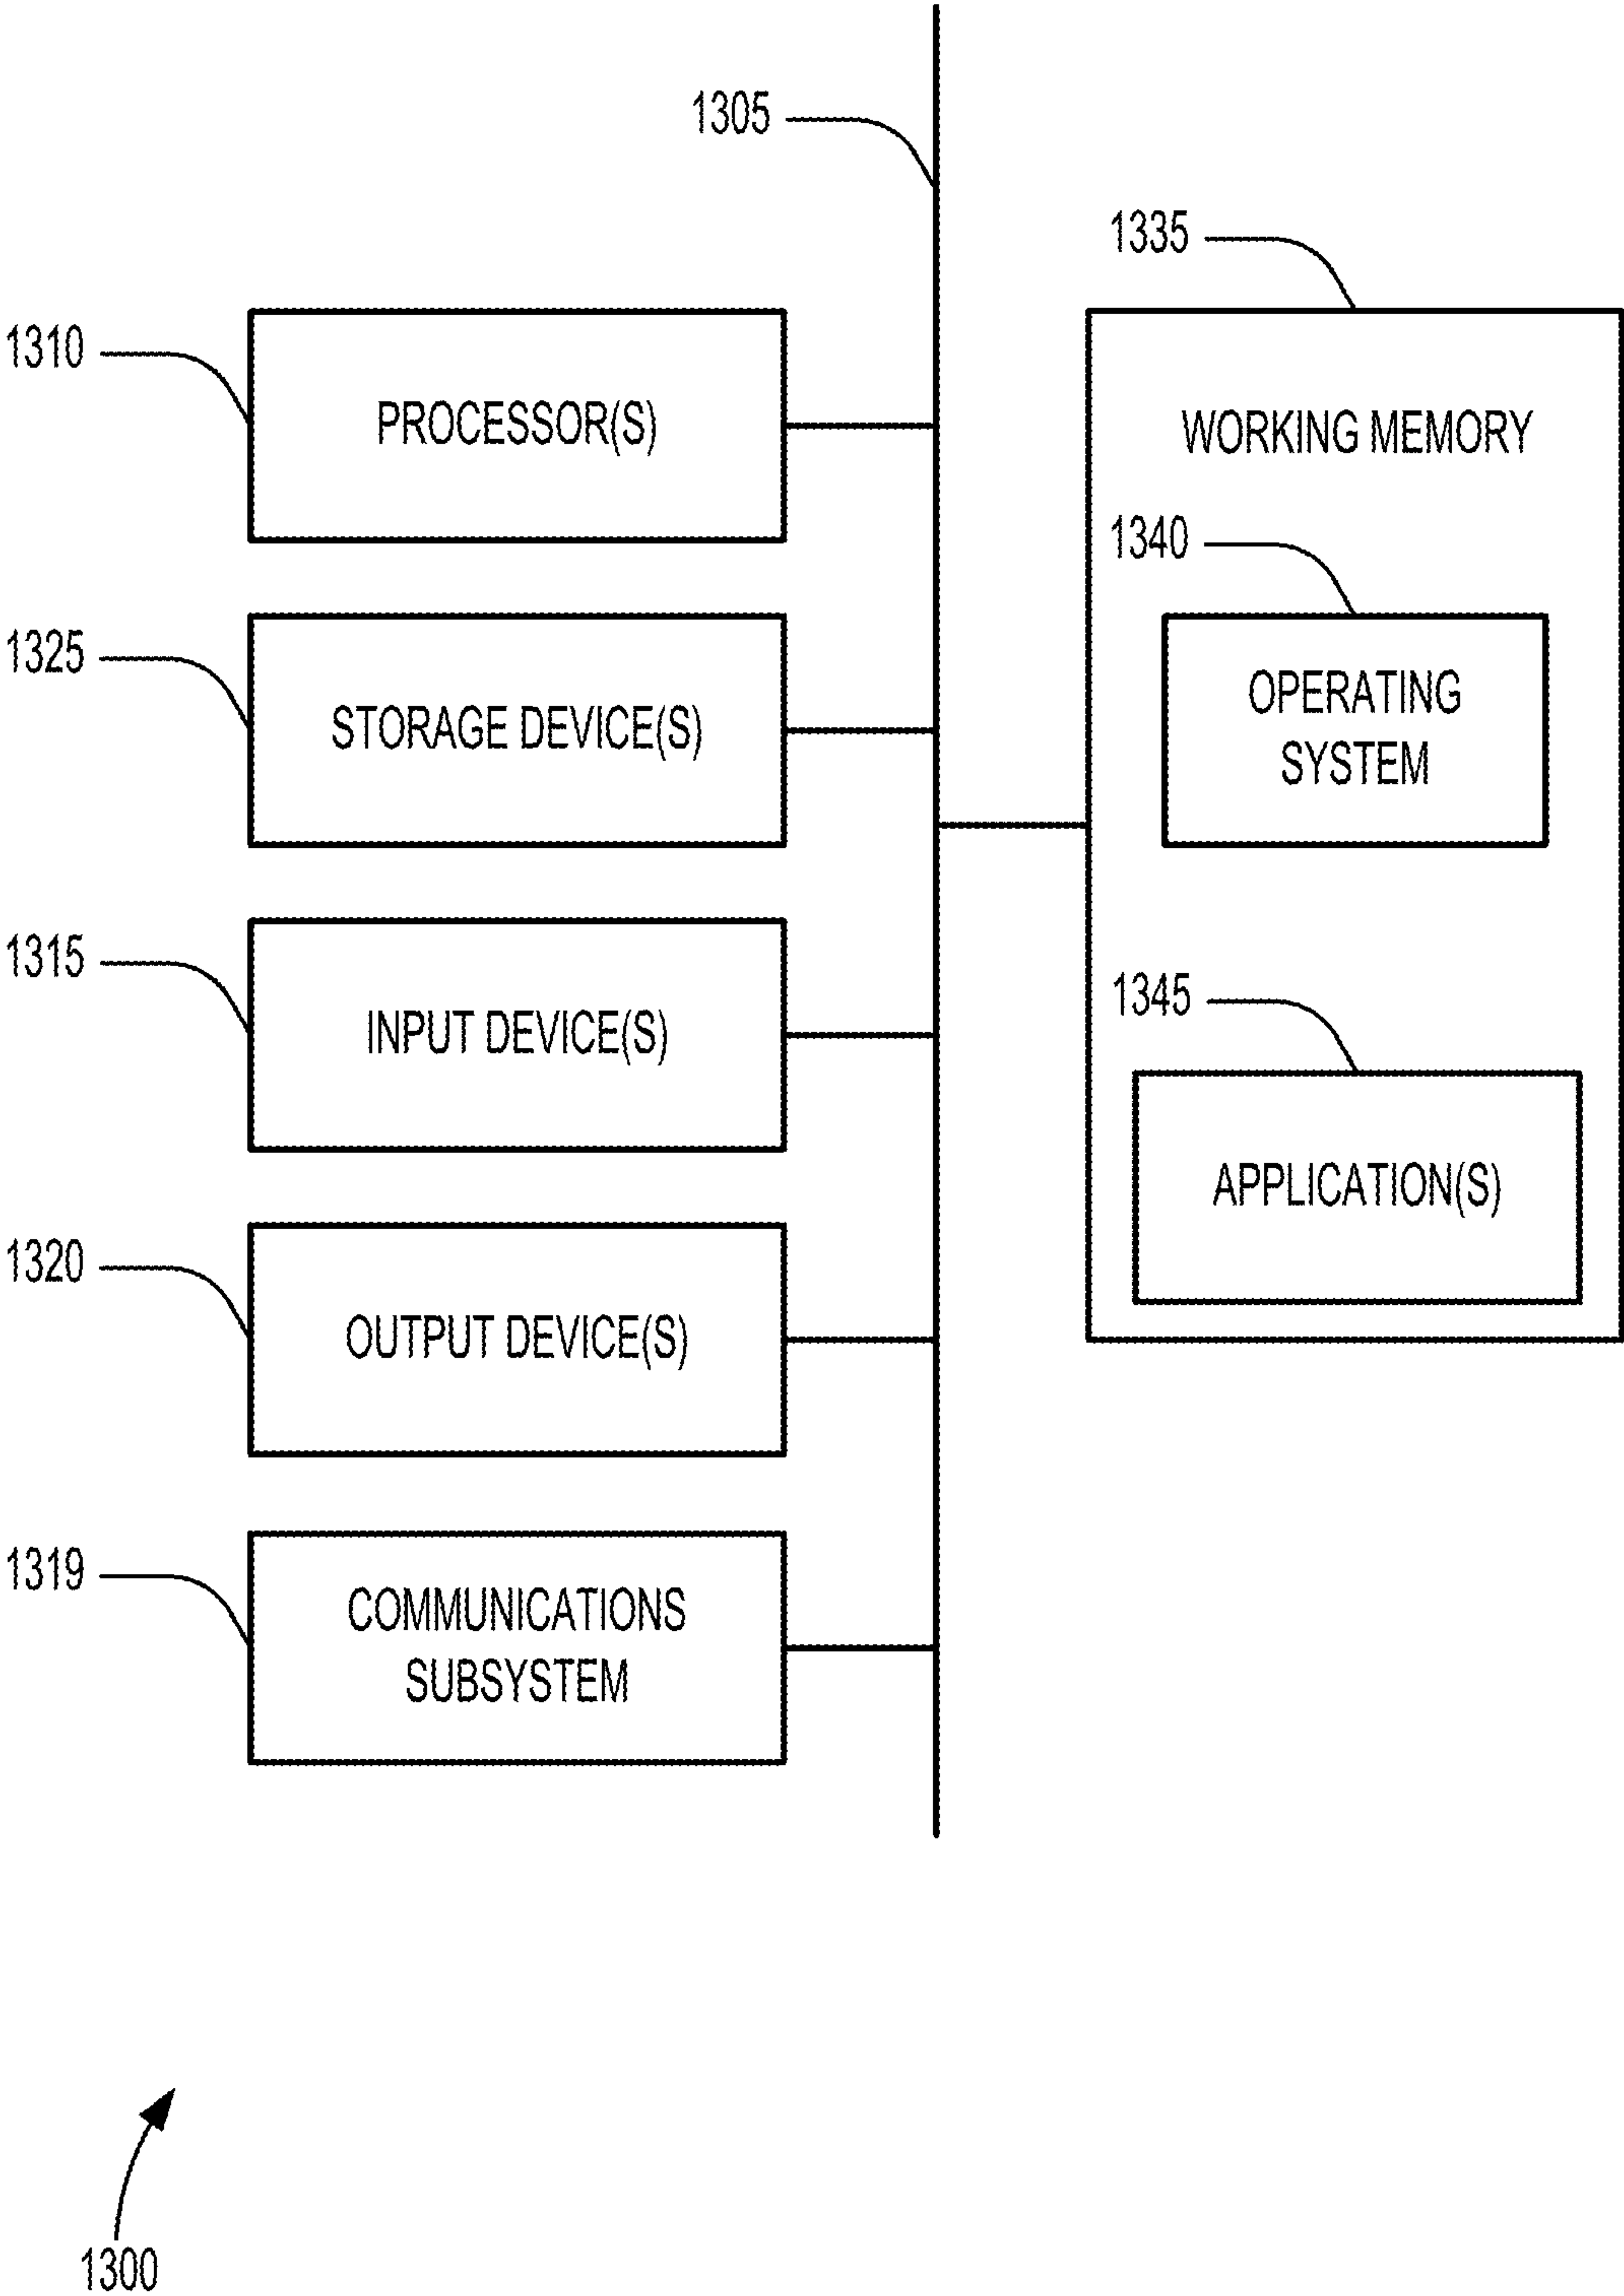 1305
1335
1310
PROCESSOR(S)
WORKING MEMORY
1340
1325
STORAGE DEVICE(S)
OPERATING
SYSTEM
1315
INPUT DEVICE(S)
1345
APPLICATION(S)
1320
OUTPUT DEVICE(S)
1319
COMMUNICATIONS
SUBSYSTEM
1300